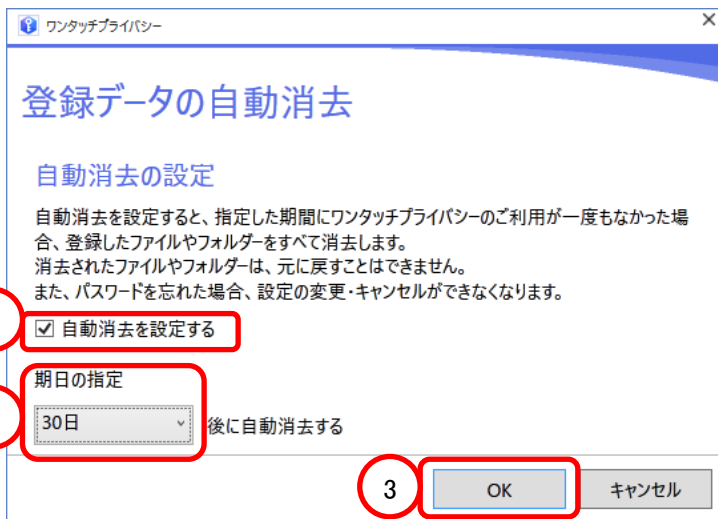 ワンタッチプライバシー
登録データの自動消去
自動消去の設定
自動消去を設定すると、指定した期間にワンタッチプライバシーのご利用が一度もなかった場
合、登録したファイルやフォルダーをすべて消去します。
消去されたファイルやフォルダーは、元に戻すことはできません。
また、パスワードを忘れた場合、設定の変更・キャンセルができなくなります。
自動消去を設定する
期日の指定
30日 後に自動消去する
3 OK キャンセル